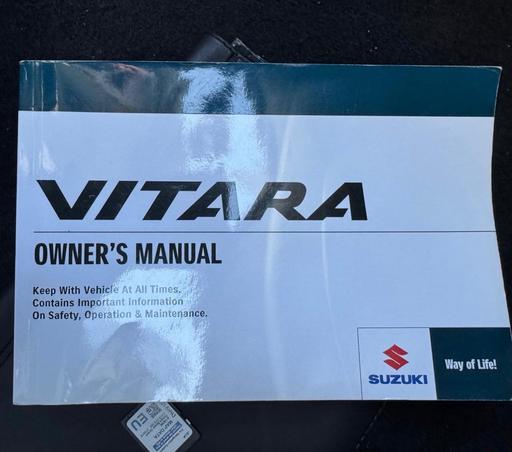 VITARA
OWNER'S MANUAL
Keep With Vehicle At All Times.
Contains Important Information
On Safety, Operation & Maintenance.
SUZUKI
Way of Life!
EU